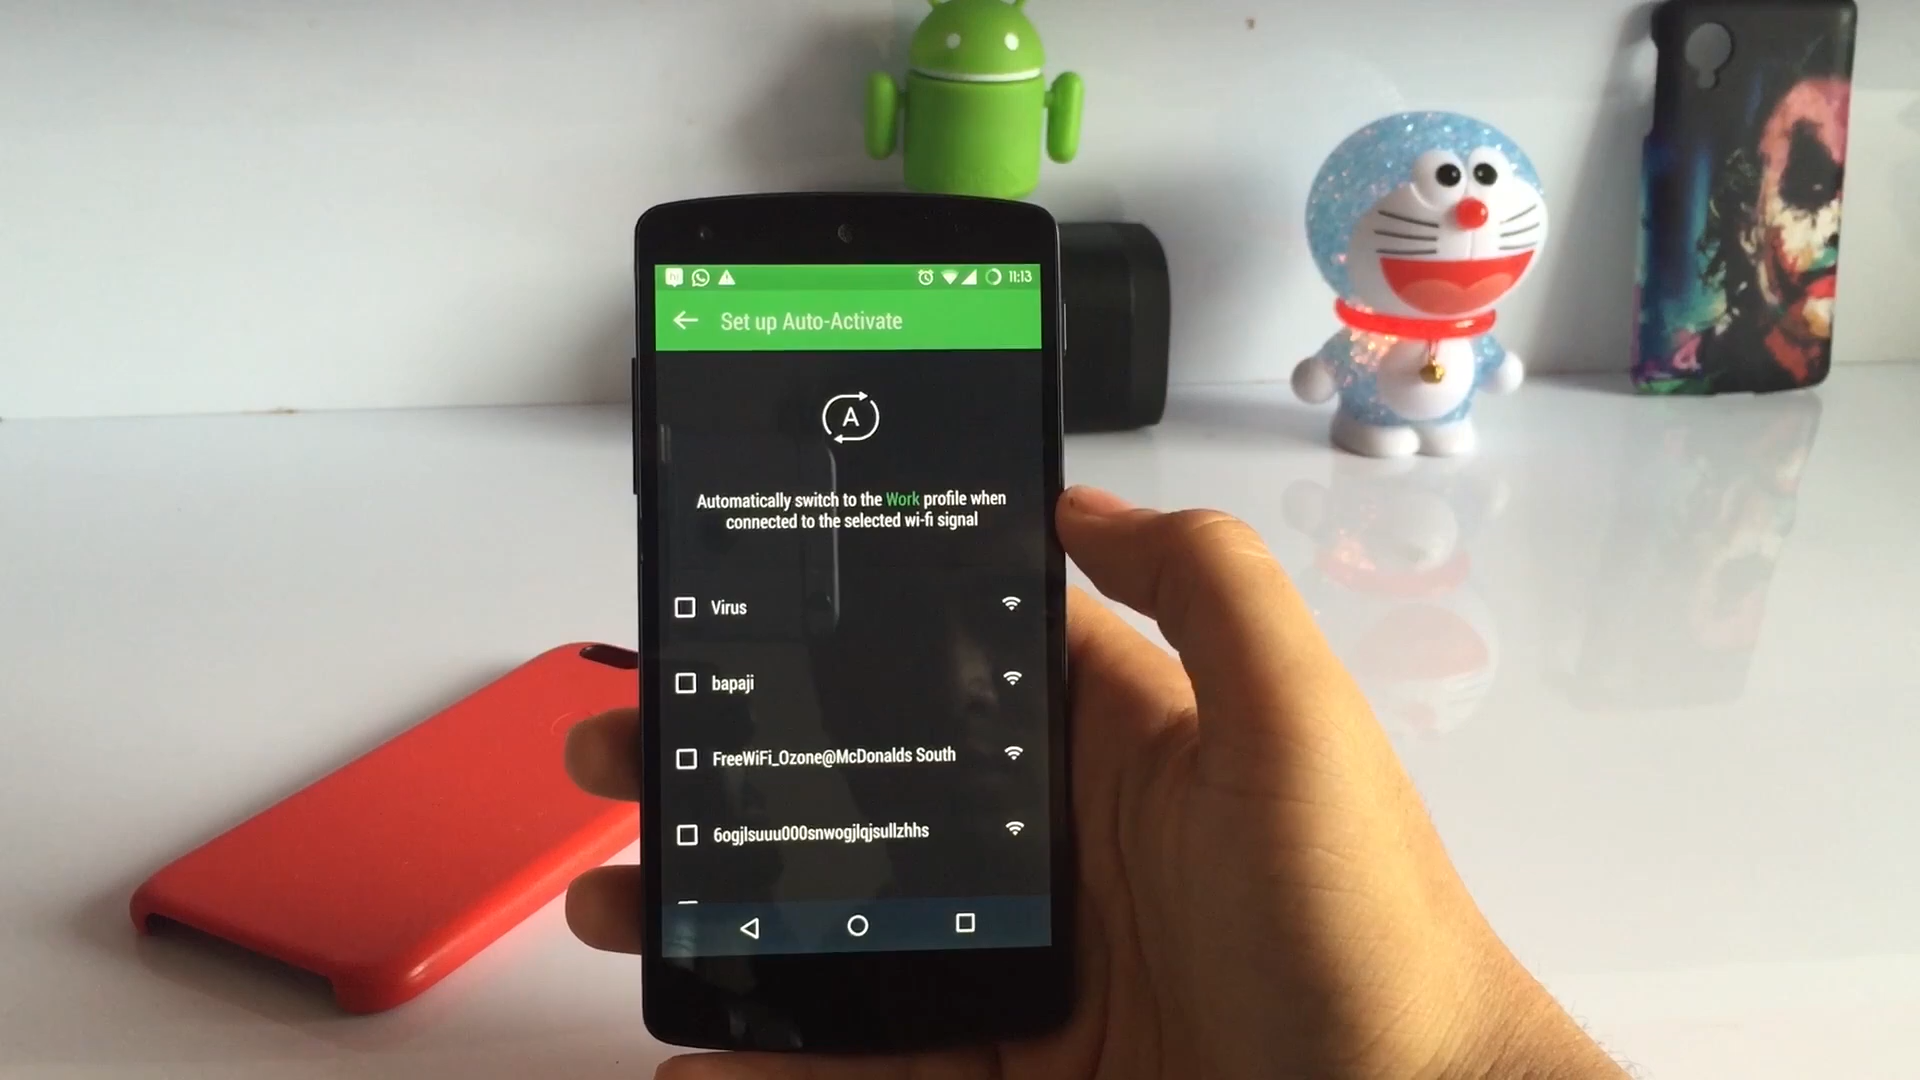 11:13
Set up Auto-Activate
A
Automatically switch to the Work profile when
connected to the selected wi-fi signal
Virus
bapaji
FreeWiFi_Ozone@McDonalds South
6ogjlsuuu000snwogjlqjsullzhhs